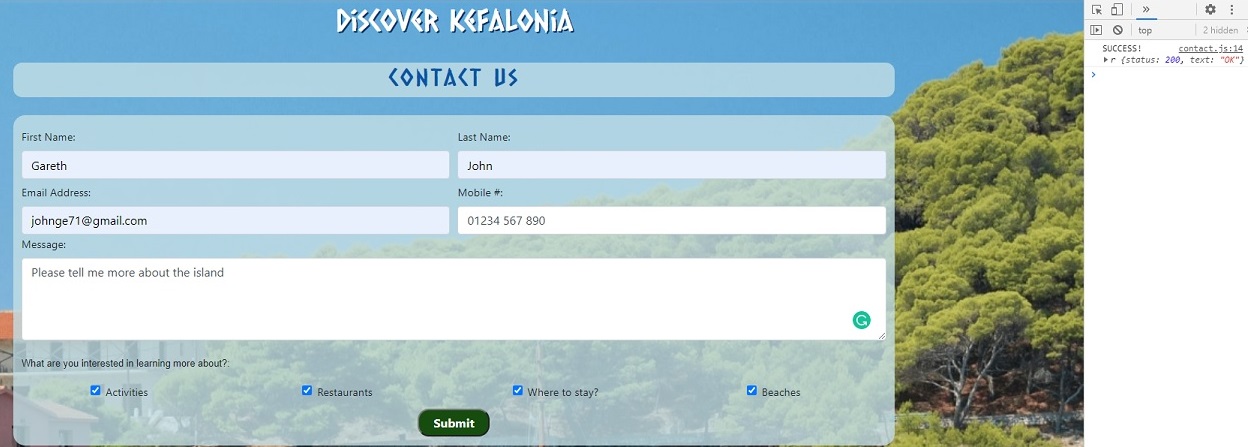 DISCOVER KEFALONIA
CONTACT US
First Name:
Last Name:
Gareth
John
Email Address:
Mobile #:
johnge71@gmail.com
01234 567 890
Message:
Please tell me more about the island
What are you interested in learning more about?:
Activities
Restaurants
Where to stay?
Beaches
Submit
top
2 hidden
SUCCESS!
contact.js:14
r {status: 200, text: "OK"}